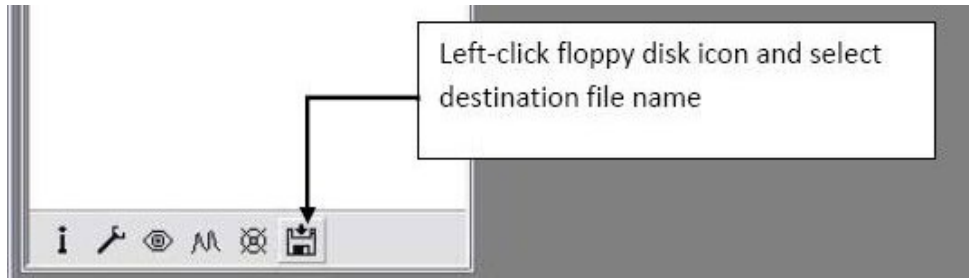 Left-click floppy disk icon and select
destination file name